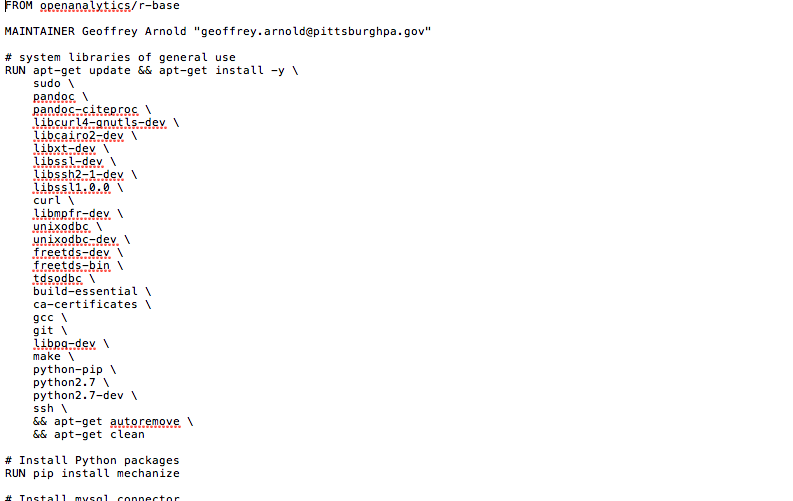 FROM openanalytics/r-base
MAINTAINER Geoffrey Arnold "geoffrey.arnold@pittsburghpa.gov"
# system libraries of general use
RUN apt-get update && apt-get install -y \
sudo \
pandoc \
pandoc-citeproc \
libcurl4-gnutls-dev \
libcairo2-dev \
libxt-dev \
libssl-dev \
libssh2-1-dev \
libssl1.0.0 \
curl \
libmpfr-dev \
unixodbc \
unixodbc-dev \
freetds-dev \
freetds-bin \
tdsodbc \
build-essential \
ca-certificates \
gcc \
git \
libpq-dev \
make \
python-pip \
python2.7 \
python2.7-dev \
ssh \
&& apt-get autoremove \
&& apt-get clean
# Install Python packages
RUN pip install mechanize
# Install mysql connector